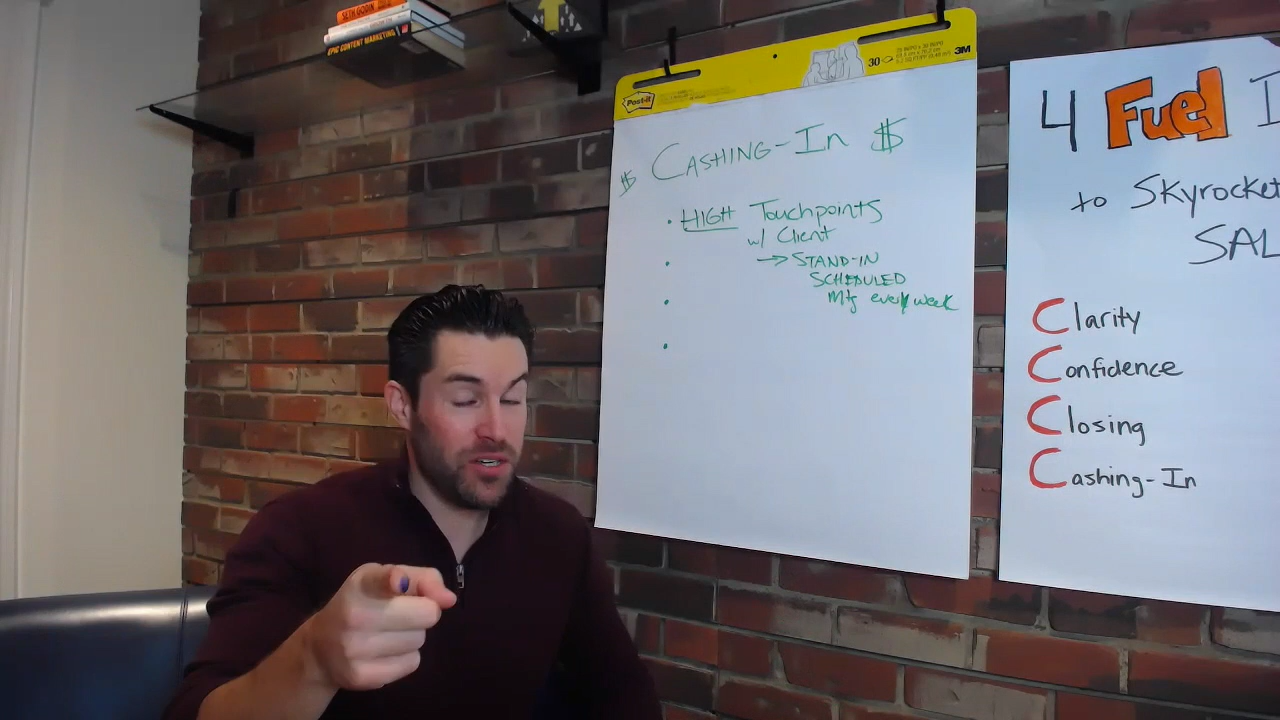 SETH GODIN
EPIC CONTENT MARKETING
Post-it
30
3M
$ CASHING-IN $
• HIGH Touchpoints
w/ Client
→ STAND-IN
SCHEDULED
Mtg every week
4 Fuel
to Skyrocket
SAL
Clarity
Confidence
Closing
Cashing-In